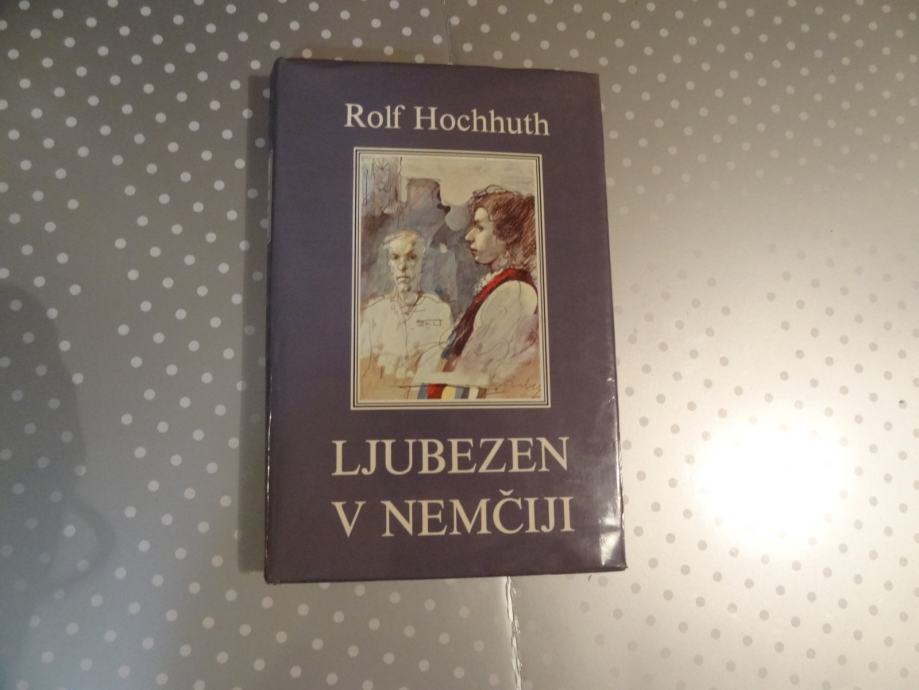 Rolf Hochhuth
LJUBEZEN
V NEMČIJI